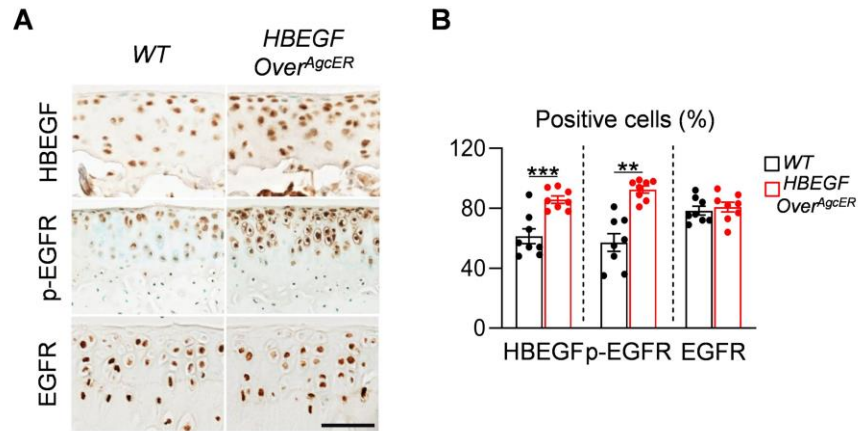 A
WT
HBEGF
Over^AgcER
HBEGF
p-EGFR
EGFR
B
Positive cells (%)
120
80
40
0
***
**
HBEGF p-EGFR EGFR
WT
HBEGF
Over^AgcER